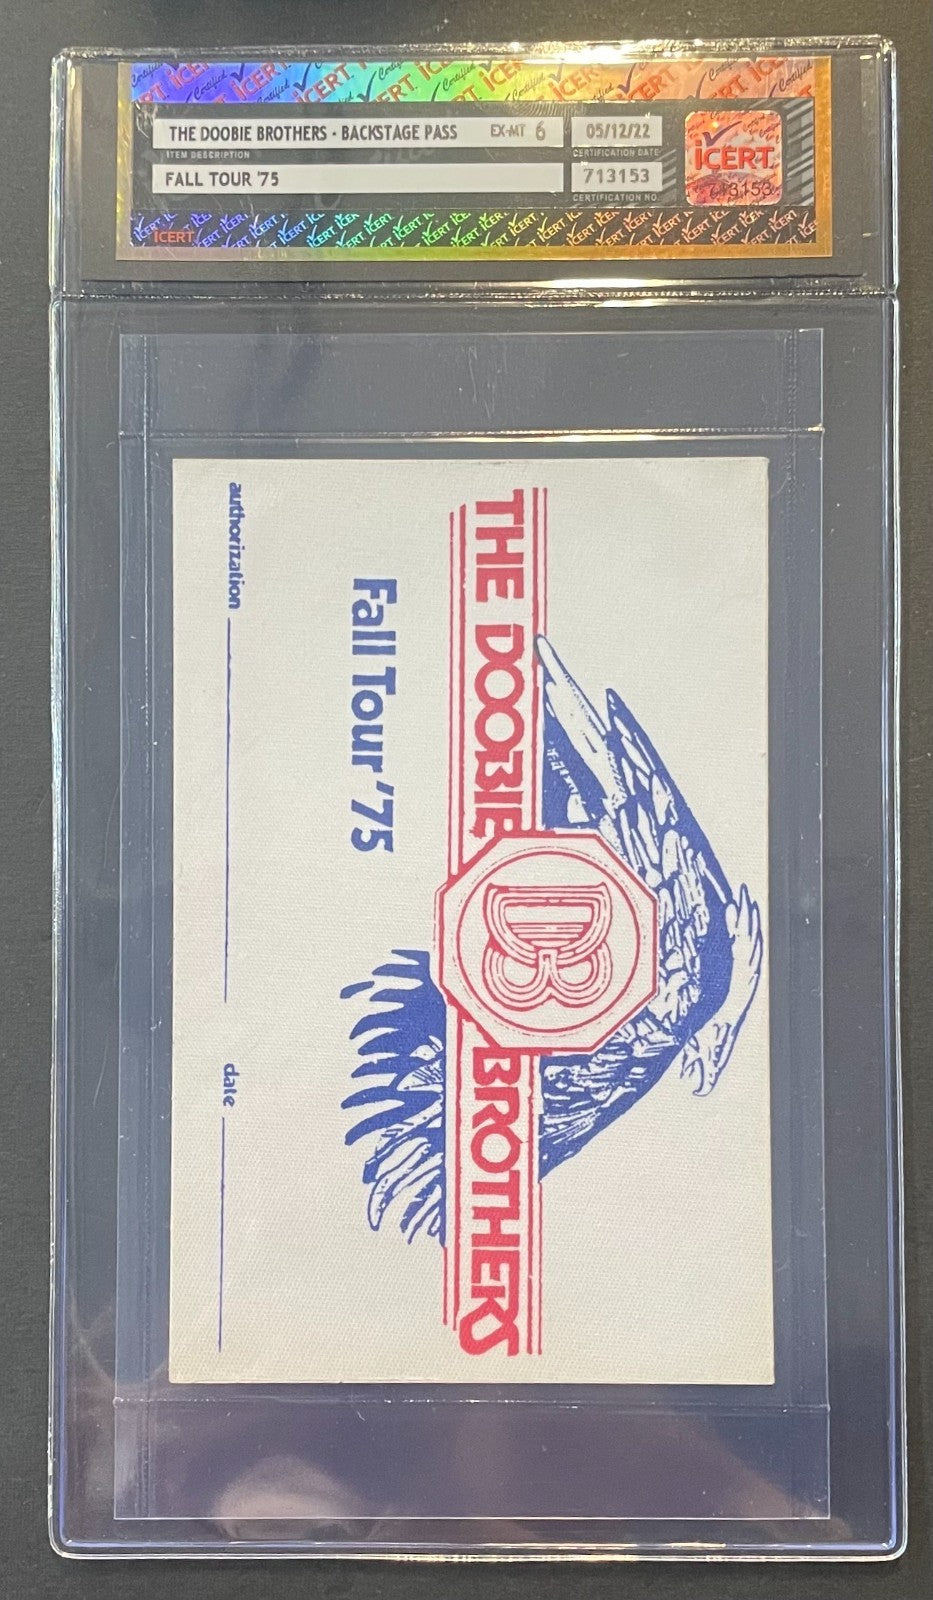 THE DOOBIE BROTHERS - BACKSTAGE PASS EX-MT 6
ITEM DESCRIPTION
FALL TOUR '75
05/12/22
CERTIFICATION DATE
713153
CERTIFICATION NO.
iCERT
713153
iCERT
THE DOOBIE BROTHERS
DB
Fall Tour '75
authorization
date